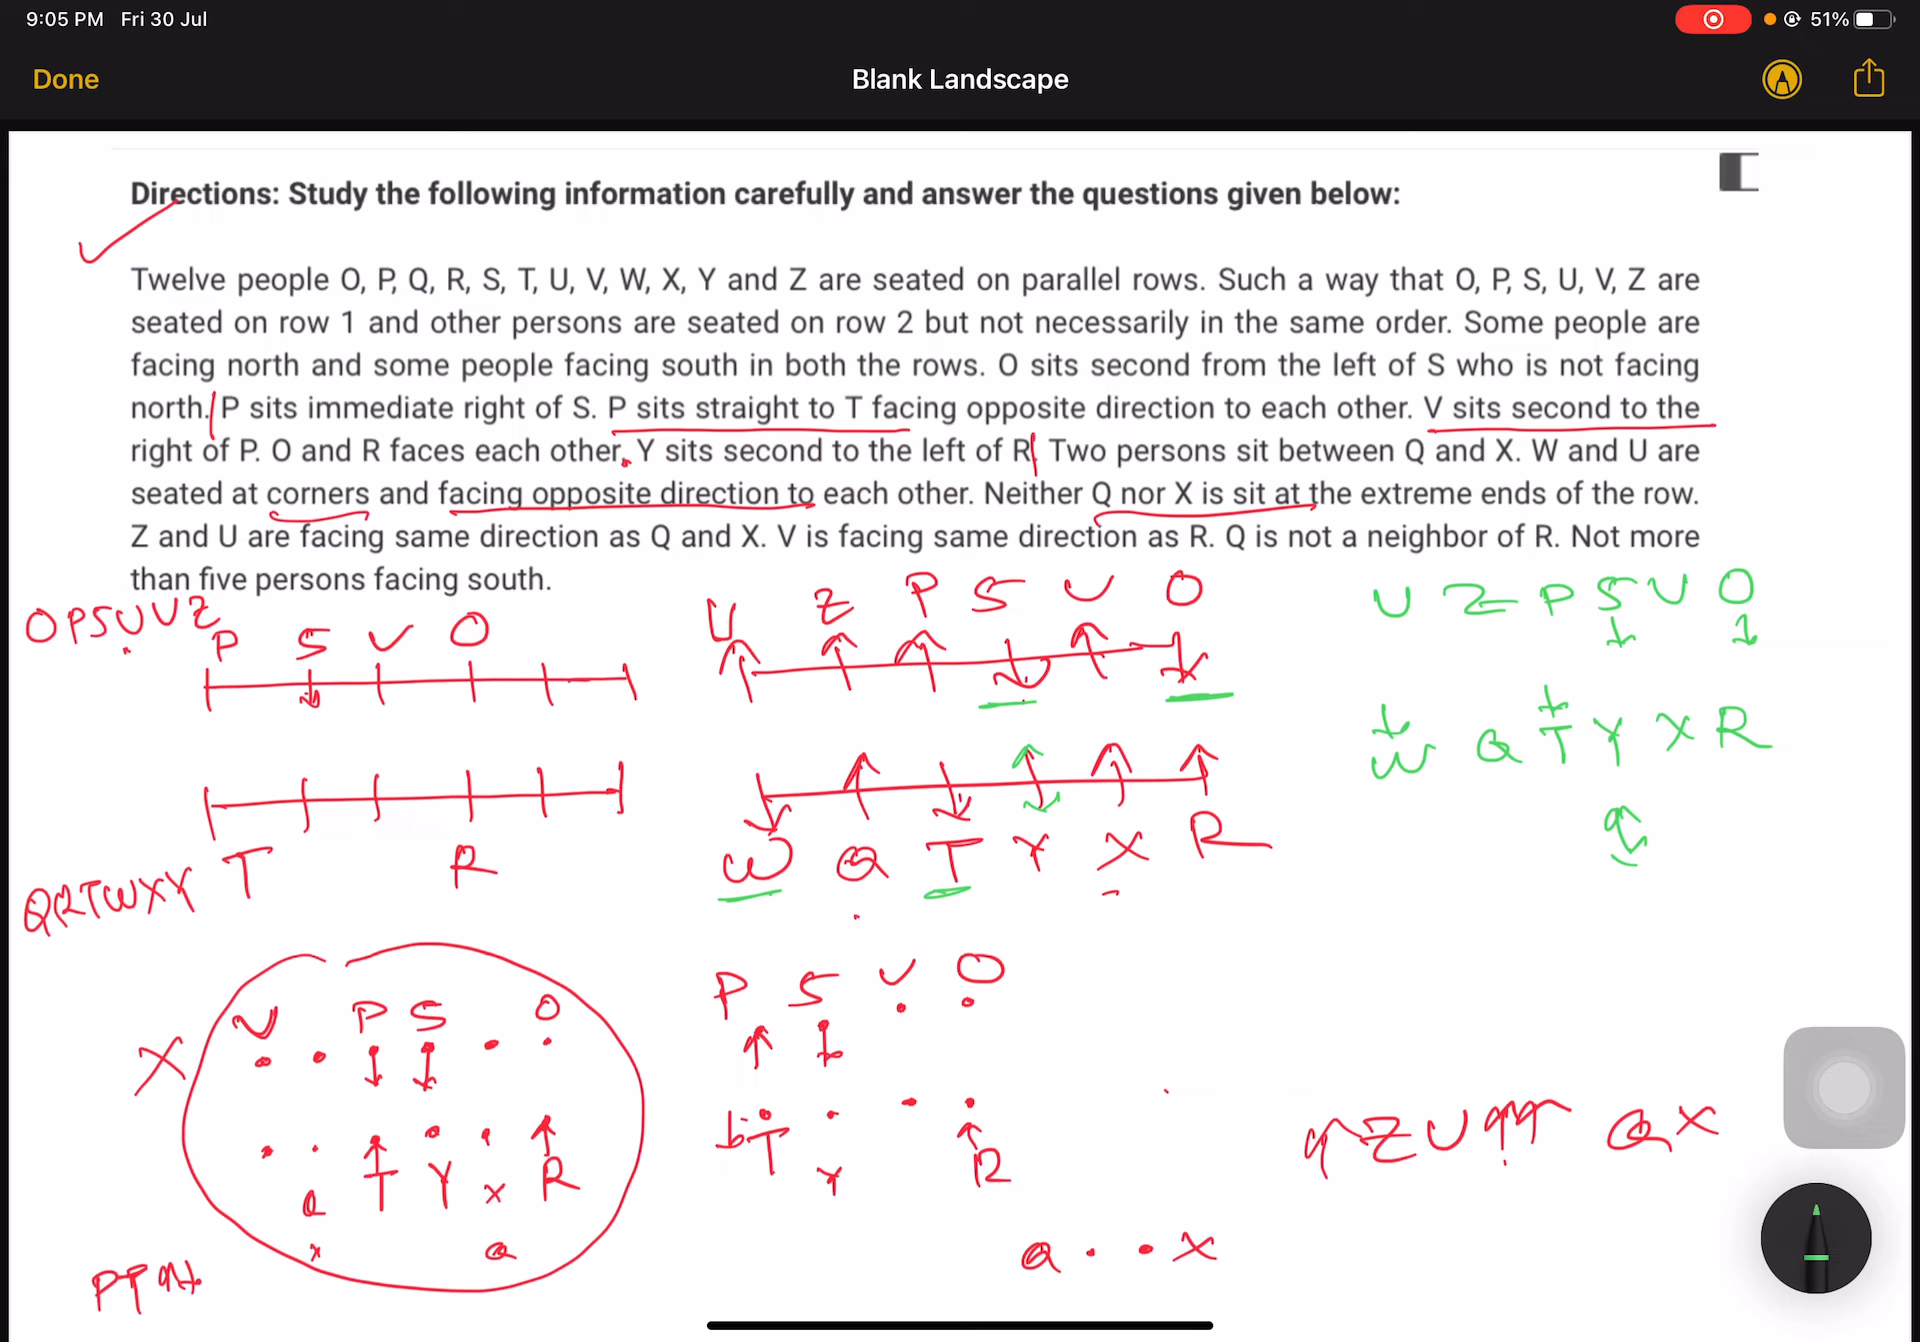 9:05 PM Fri 30 Jul
51%
Done
Blank Landscape
Directions: Study the following information carefully and answer the questions given below:
Twelve people O, P, Q, R, S, T, U, V, W, X, Y and Z are seated on parallel rows. Such a way that O, P, S, U, V, Z are
seated on row 1 and other persons are seated on row 2 but not necessarily in the same order. Some people are
facing north and some people facing south in both the rows. O sits second from the left of S who is not facing
north. P sits immediate right of S. P sits straight to T facing opposite direction to each other. V sits second to the
right of P. O and R faces each other. Y sits second to the left of R. Two persons sit between Q and X. W and U are
seated at corners and facing opposite direction to each other. Neither Q nor X is sit at the extreme ends of the row.
Z and U are facing same direction as Q and X. V is facing same direction as R. Q is not a neighbor of R. Not more
than five persons facing south.
OPSUVZ
P S V O
U Z P S V O
U Z P S V O
W Q T Y X R
T R
W Q T Y X R
QRTWXY
V P S O
P S V O
X
T Y X R
Q
T Y R
Z U Q X
X Q
Q . . X
PT